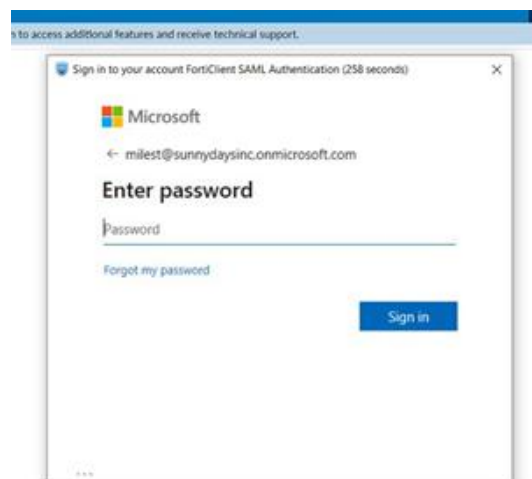 to access additional features and receive technical support.
Sign in to your account FortiClient SAML Authentication (258 seconds)
Microsoft
← milest@sunnydaysinc.onmicrosoft.com
Enter password
Password
Forgot my password
Sign in
...